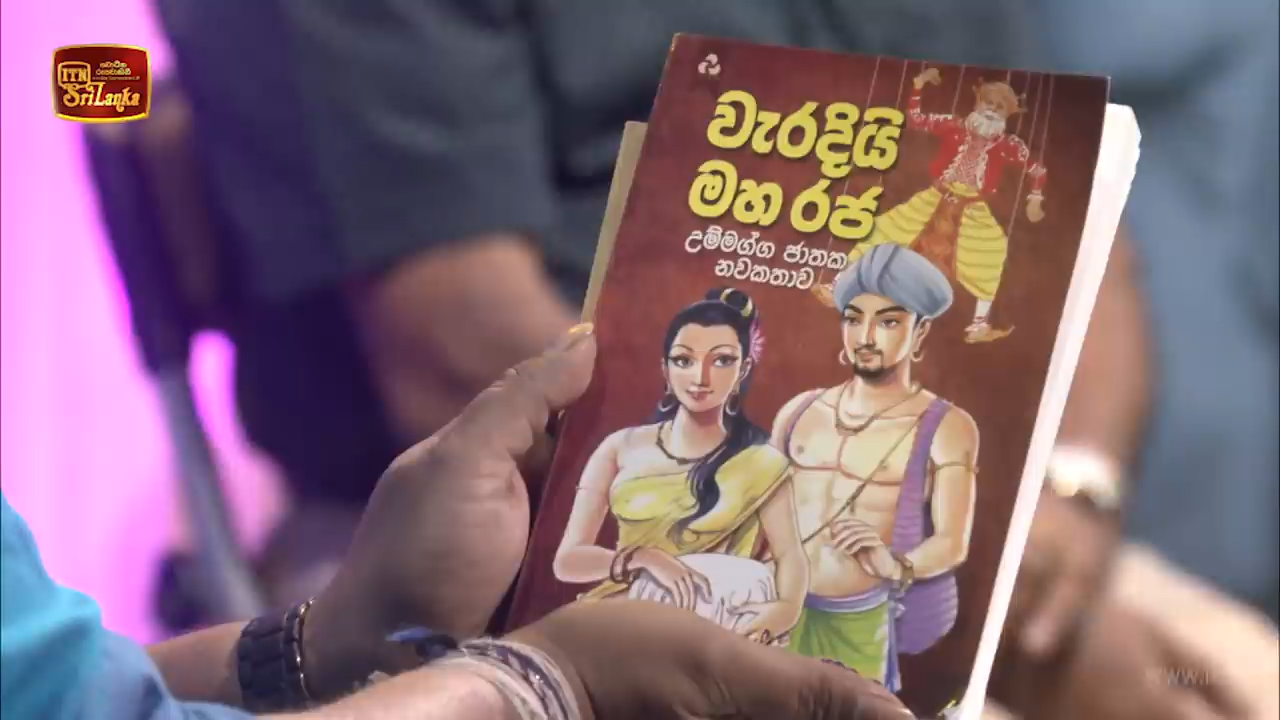 ITN
Sri Lanka
වැරදියි
මහ රජ
උම්මග්ග ජාතක
නවකතාව